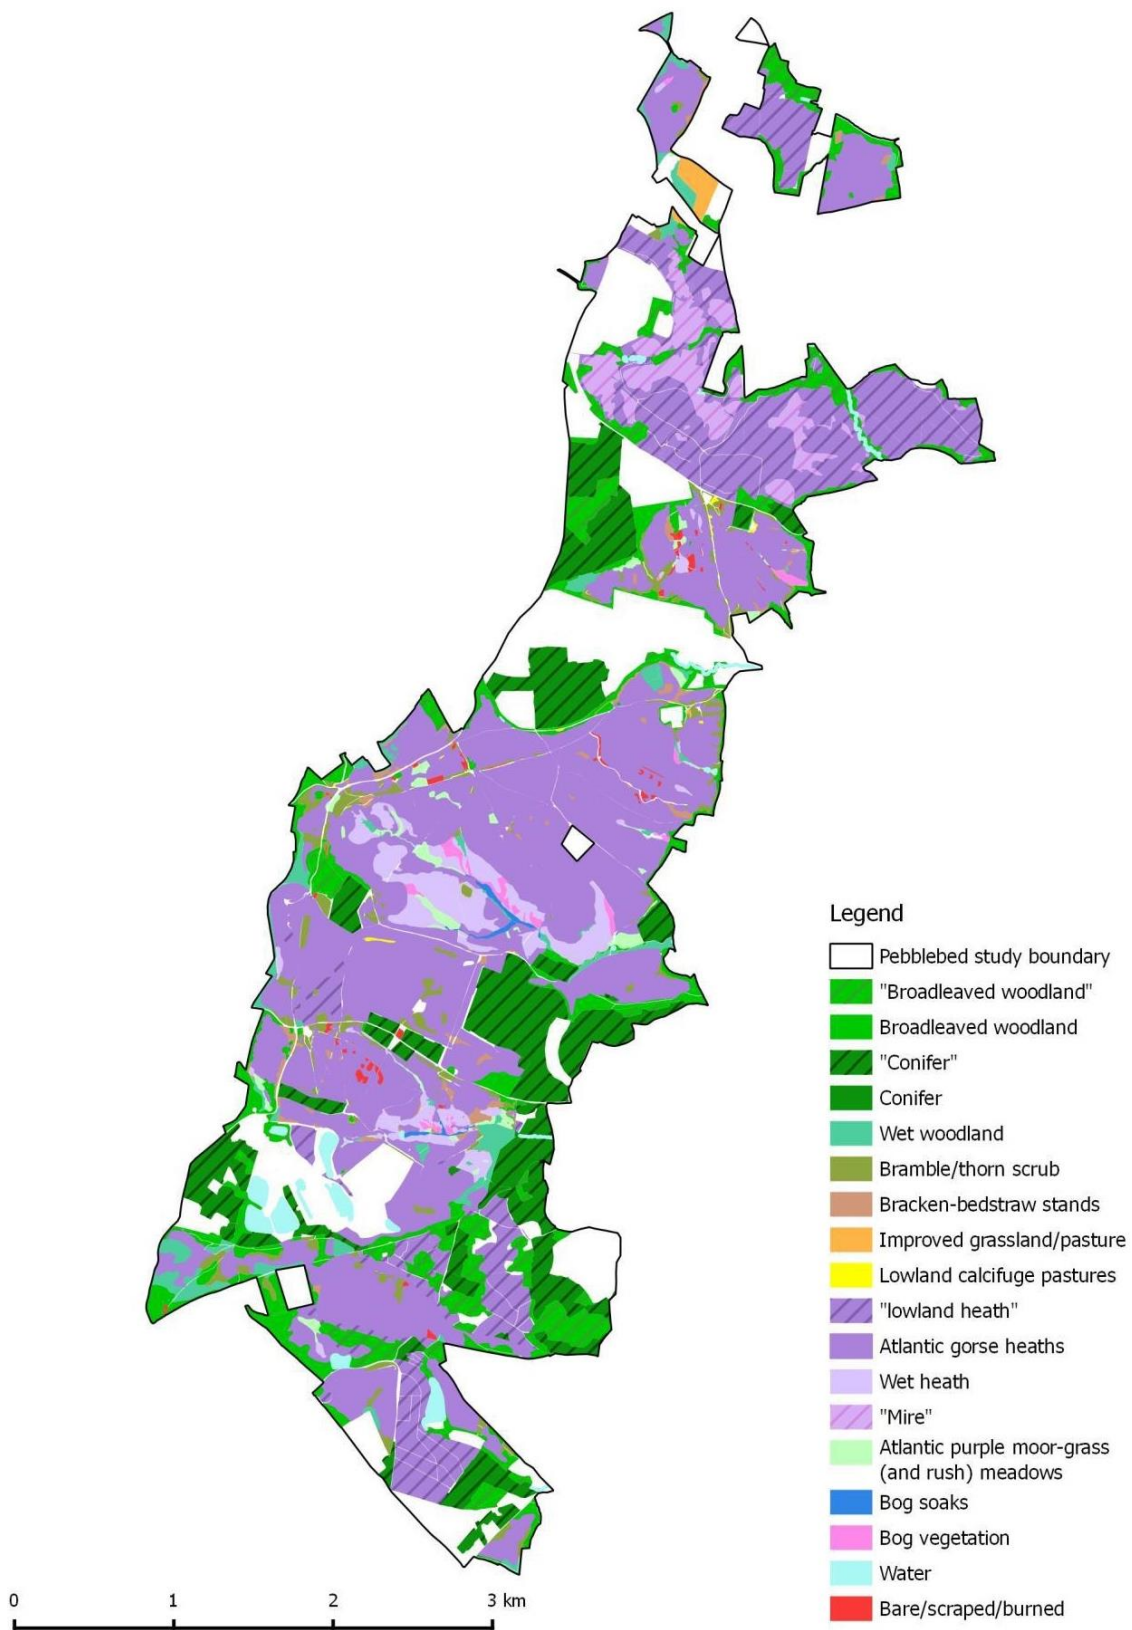 Legend
Pebblebed study boundary
"Broadleaved woodland"
Broadleaved woodland
"Conifer"
Conifer
Wet woodland
Bramble/thorn scrub
Bracken-bedstraw stands
Improved grassland/pasture
Lowland calcifuge pastures
"lowland heath"
Atlantic gorse heaths
Wet heath
"Mire"
Atlantic purple moor-grass
(and rush) meadows
Bog soaks
Bog vegetation
Water
Bare/scraped/burned
0 1 2 3 km